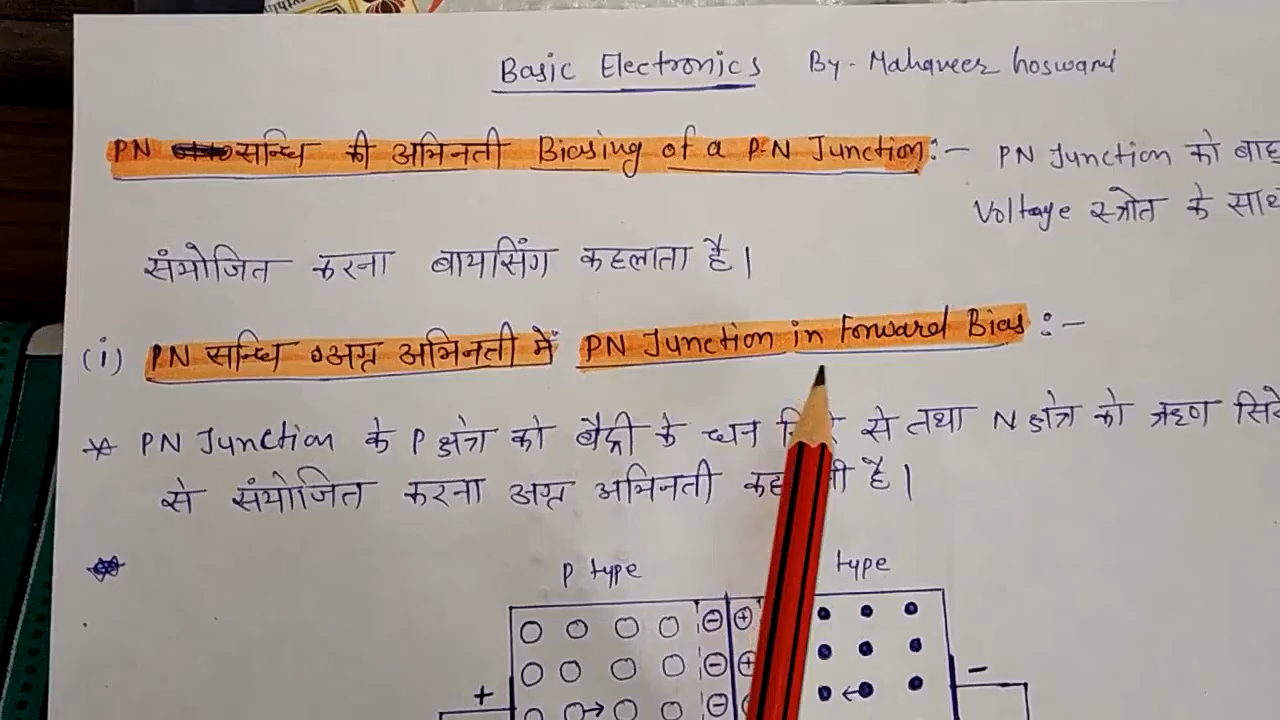 Basic Electronics By- Mahaveer Goswami
PN सन्धि की अभिनती Biasing of a P-N Junction :- PN Junction को
Voltage स्त्रोत के साथ
संयोजित करना बायसिंग कहलाता है।
(i) PN सन्धि अग्र अभिनती में PN Junction in Forward Bias :-
* PN Junction के P क्षेत्र को बैट्री के धन से तथा N क्षेत्र को ऋण
से संयोजित करना अग्र अभिनती है।
P type type
+ -